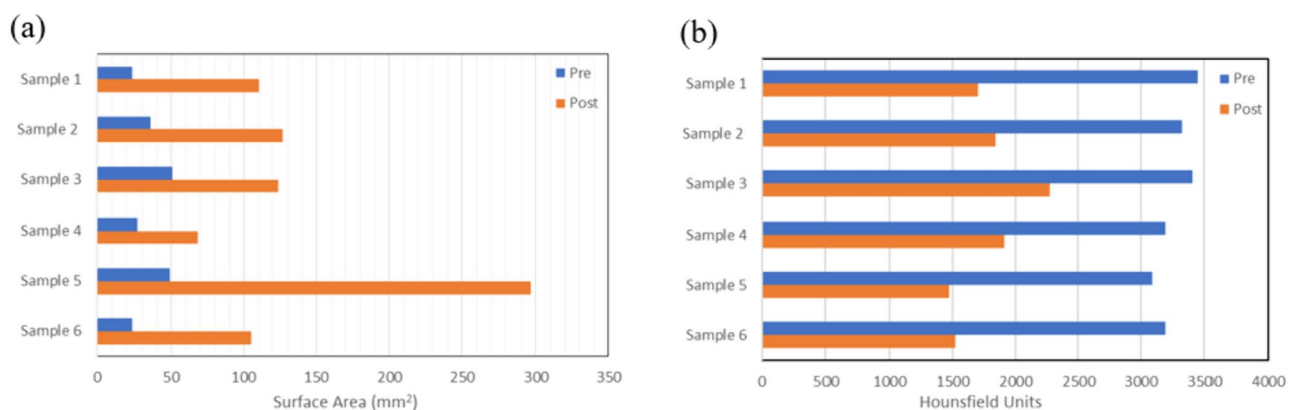 (a)
Sample 1
Sample 2
Sample 3
Sample 4
Sample 5
Sample 6
Pre
Post
0 50 100 150 200 250 300 350
Surface Area (mm²)
(b)
Sample 1
Sample 2
Sample 3
Sample 4
Sample 5
Sample 6
Pre
Post
0 500 1000 1500 2000 2500 3000 3500 4000
Hounsfield Units